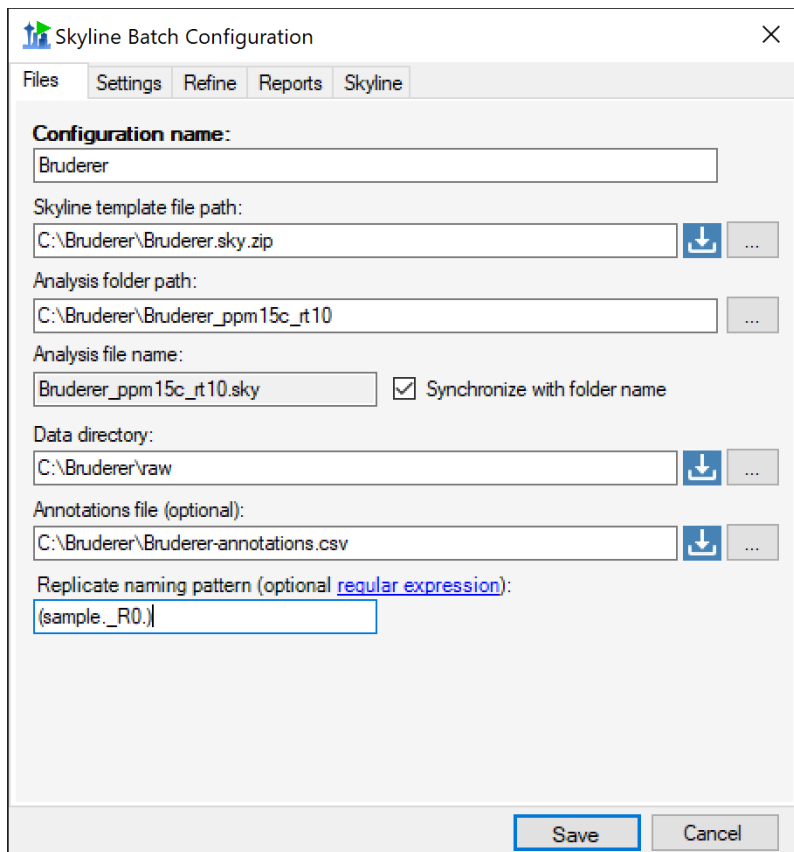 Skyline Batch Configuration
Files Settings Refine Reports Skyline
Configuration name:
Bruderer
Skyline template file path:
C:\Bruderer\Bruderer.sky.zip
...
Analysis folder path:
C:\Bruderer\Bruderer_ppm15c_rt10
...
Analysis file name:
Bruderer_ppm15c_rt10.sky
Synchronize with folder name
Data directory:
C:\Bruderer\raw
...
Annotations file (optional):
C:\Bruderer\Bruderer-annotations.csv
...
Replicate naming pattern (optional regular expression):
(sample._R0.)
Save Cancel